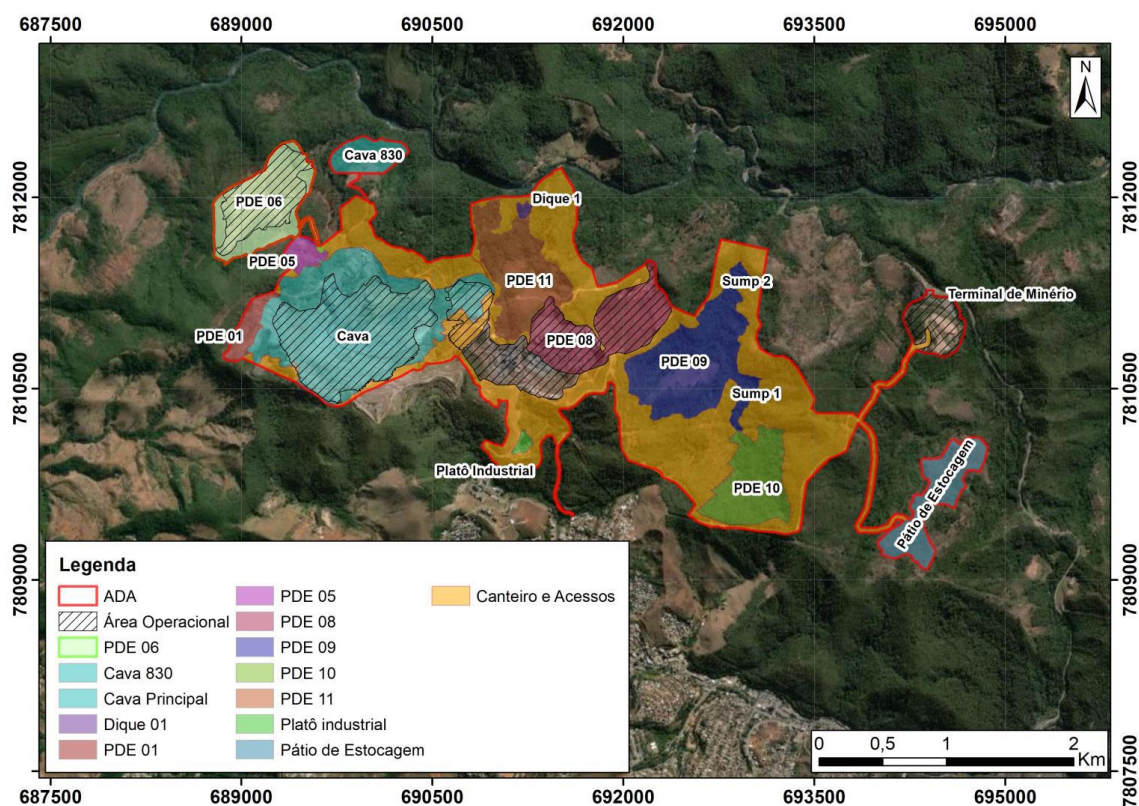 687500 689000 690500 692000 693500 695000
N
Cava 830
7812000 7812000
PDE 06
Dique 1
PDE 05
PDE 11
Sump 2
Terminal de Minério
PDE 01
Cava
PDE 08
PDE 09
7810500 7810500
Sump 1
Platô Industrial
PDE 10
Pátio de Estocagem
7809000 7809000
Legenda
ADA
Área Operacional
PDE 06
Cava 830
Cava Principal
Dique 01
PDE 01
PDE 05
PDE 08
PDE 09
PDE 10
PDE 11
Platô industrial
Pátio de Estocagem
Canteiro e Acessos
0 0,5 1 2
Km
7807500 7807500
687500 689000 690500 692000 693500 695000